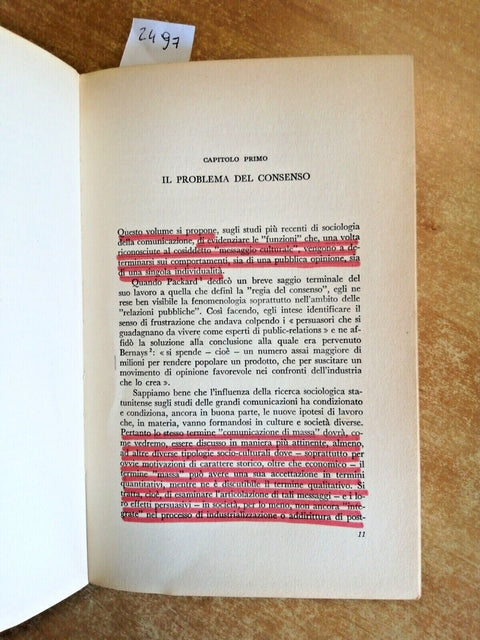 2497
CAPITOLO PRIMO
IL PROBLEMA DEL CONSENSO
Questo volume si propone, sugli studi più recenti di sociologia
della comunicazione, di evidenziare le "funzioni" che, una volta
riconosciute al cosiddetto "messaggio culturale", vengono a de-
terminarsi sui comportamenti, sia di una pubblica opinione, sia
di una singola individualità.
Quando Packard¹ dedicò un breve saggio terminale del
suo lavoro a quella che definì la "regia del consenso", egli ne
rese ben visibile la fenomenologia soprattutto nell'ambito delle
"relazioni pubbliche". Così facendo, egli intese identificare il
senso di frustrazione che andava colpendo i « persuasori che si
guadagnano da vivere come esperti di public-relations » e ne af-
fidò la soluzione alla conclusione alla quale era pervenuto
Bernays²: « si spende — cioè — un numero assai maggiore di
milioni per rendere popolare un prodotto, che per suscitare un
movimento di opinione favorevole nei confronti dell'industria
che lo crea ».
Sappiamo bene che l'influenza della ricerca sociologica sta-
tunitense sugli studi delle grandi comunicazioni ha condizionato
e condiziona, ancora in buona parte, le nuove ipotesi di lavoro
che, in materia, vanno formandosi in culture e società diverse.
Pertanto lo stesso termine "comunicazione di massa" dovrà, co-
me vedremo, essere discusso in maniera più attinente, almeno,
ad altre diverse tipologie socio-culturali dove — soprattutto per
ovvie motivazioni di carattere storico, oltre che economico — il
termine "massa" può avere una sua accettazione in termini
quantitativi, mentre ne è discutibile il termine qualitativo. Si
tratta, cioè, di esaminare l'articolazione di tali messaggi — e i lo-
ro effetti persuasivi — in società, per lo meno, non ancora "inte-
grate" nel processo di industrializzazione o addirittura di post-
11